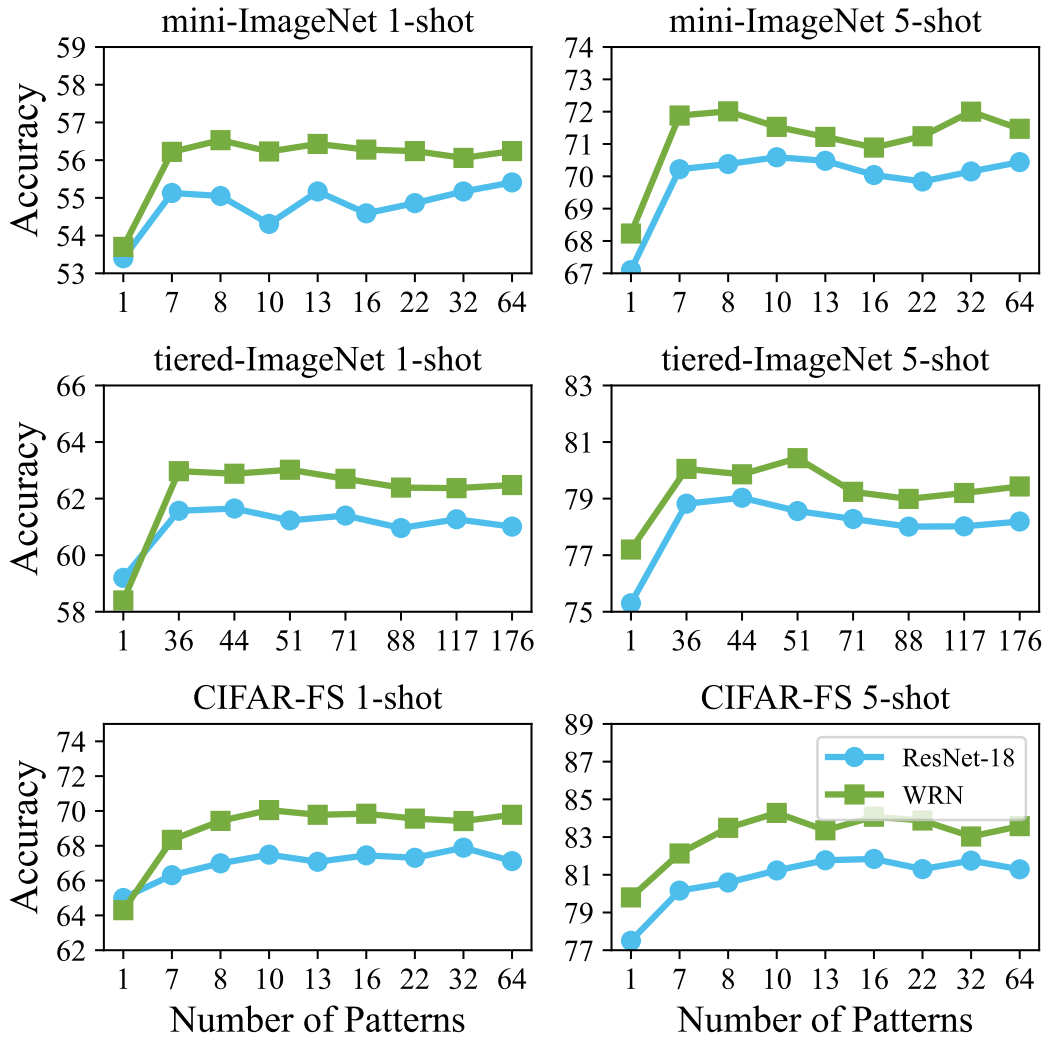 mini-ImageNet 1-shot
59
58
57
56
55
54
53
Accuracy
1 7 8 10 13 16 22 32 64
mini-ImageNet 5-shot
74
73
72
71
70
69
68
67
1 7 8 10 13 16 22 32 64
tiered-ImageNet 1-shot
66
64
62
60
58
Accuracy
1 36 44 51 71 88 117 176
tiered-ImageNet 5-shot
83
81
79
77
75
1 36 44 51 71 88 117 176
CIFAR-FS 1-shot
74
72
70
68
66
64
62
Accuracy
1 7 8 10 13 16 22 32 64
Number of Patterns
CIFAR-FS 5-shot
89
87
85
83
81
79
77
ResNet-18
WRN
1 7 8 10 13 16 22 32 64
Number of Patterns